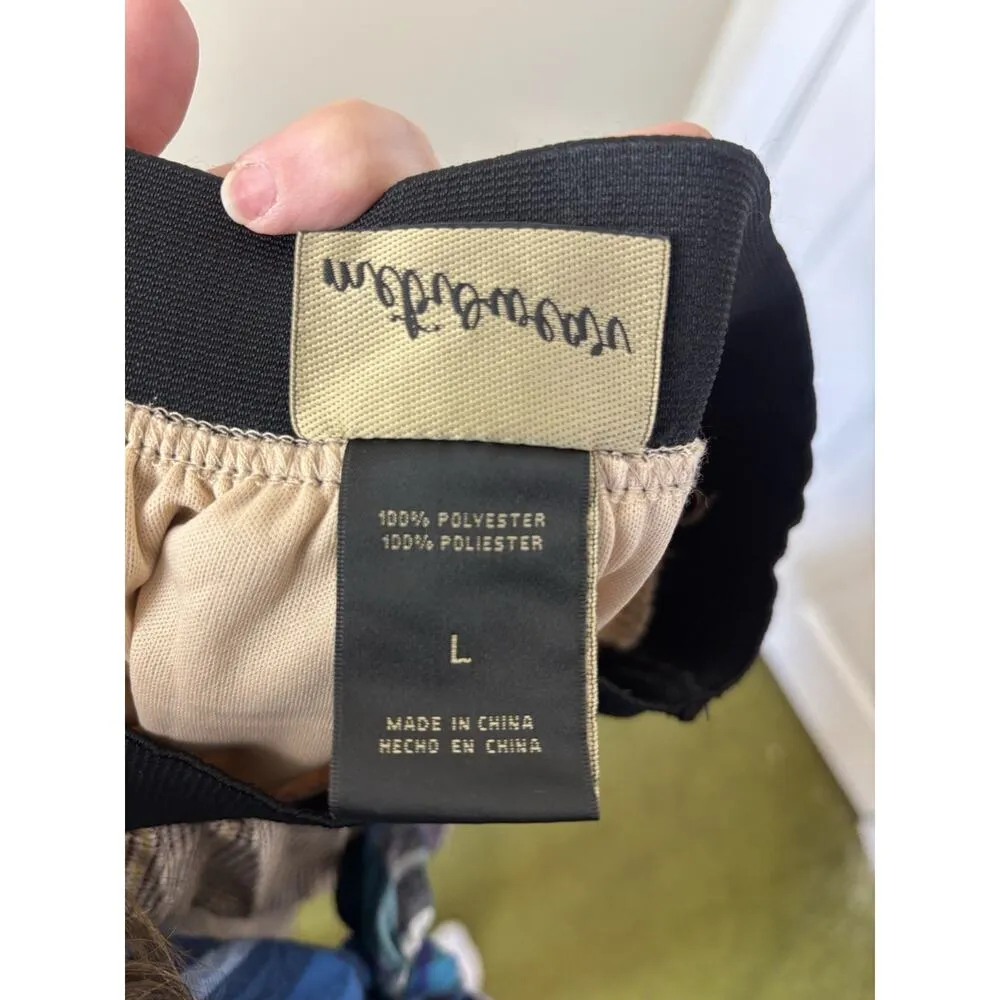 100% POLYESTER
100% POLIESTER
L
MADE IN CHINA
HECHO EN CHINA